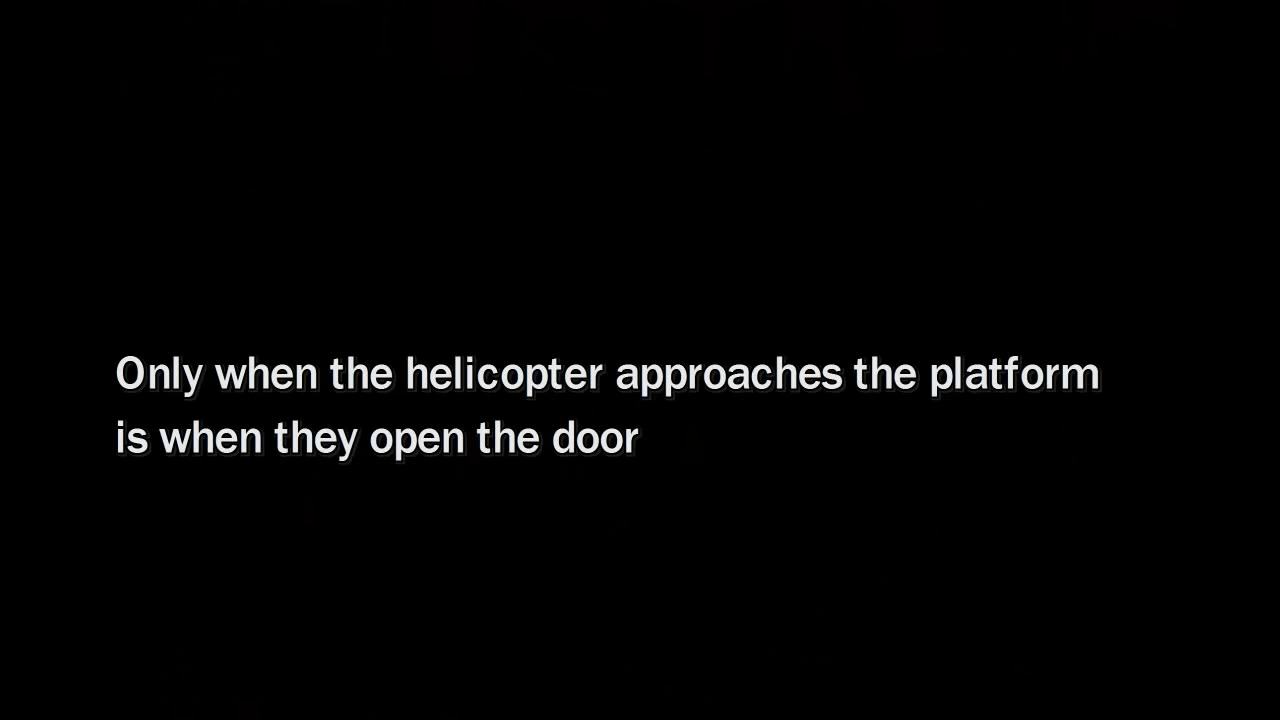 Only when the helicopter approaches the platform
is when they open the door